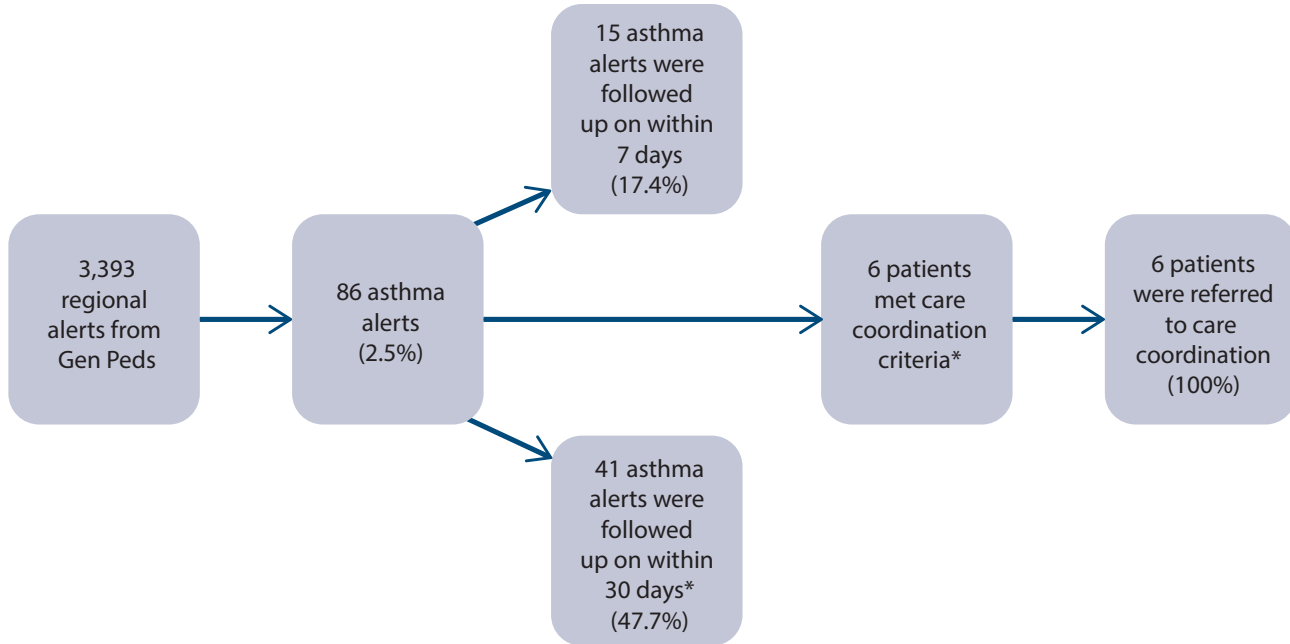 3,393
regional
alerts from
Gen Peds
86 asthma
alerts
(2.5%)
15 asthma
alerts were
followed
up on within
7 days
(17.4%)
41 asthma
alerts were
followed
up on within
30 days*
(47.7%)
6 patients
met care
coordination
criteria*
6 patients
were referred
to care
coordination
(100%)